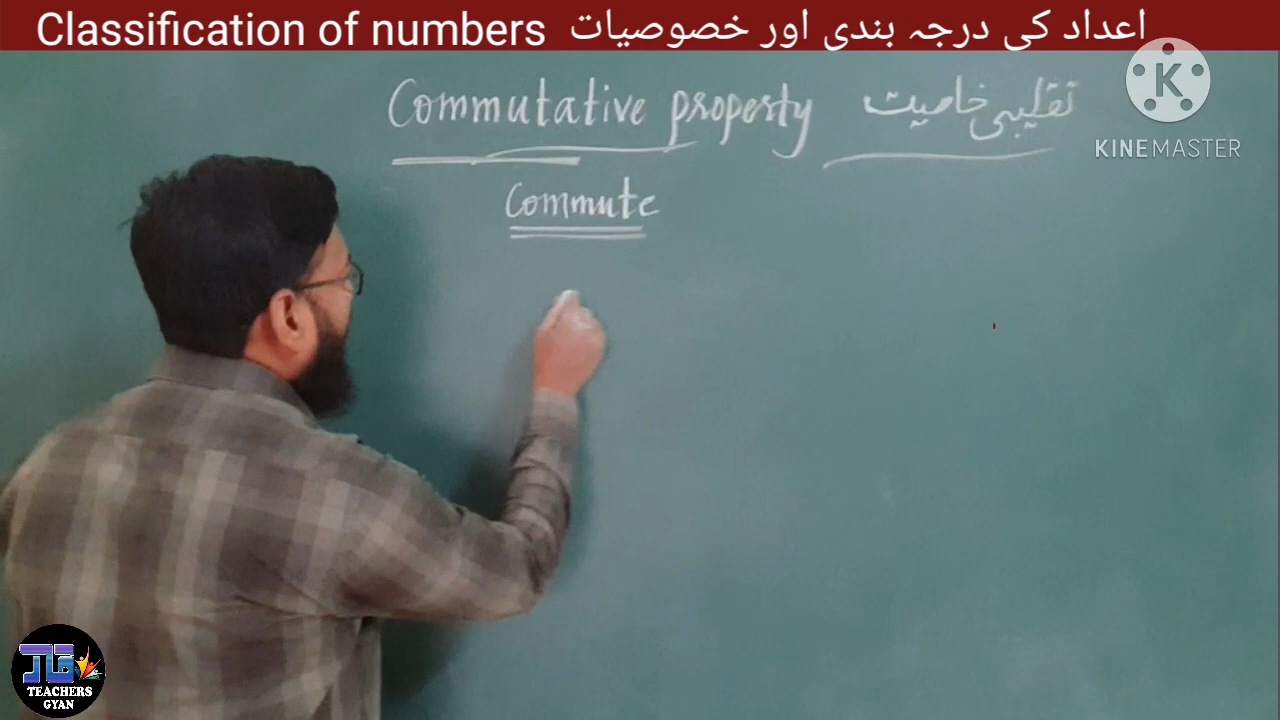 Classification of numbers اعداد کی درجہ بندی اور خصوصیات
Commutative property تقلیبی خاصیت
K
KINEMASTER
Commute
TEACHERS
GYAN